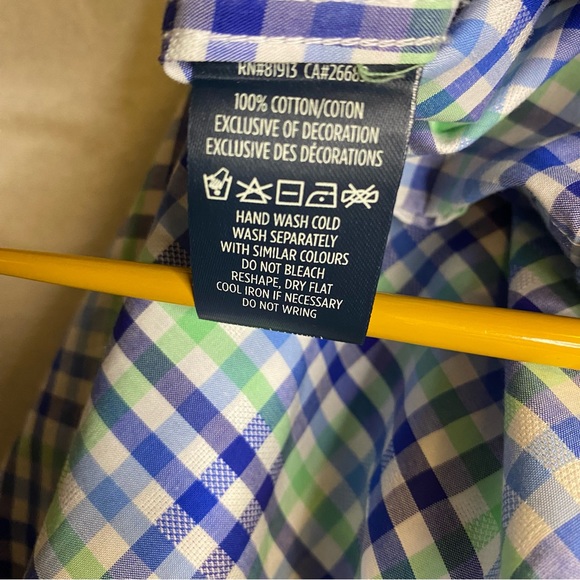 RN#81913 CA#2668
100% COTTON/COTON
EXCLUSIVE OF DECORATION
EXCLUSIVE DES DÉCORATIONS
HAND WASH COLD
WASH SEPARATELY
WITH SIMILAR COLOURS
DO NOT BLEACH
RESHAPE, DRY FLAT
COOL IRON IF NECESSARY
DO NOT WRING